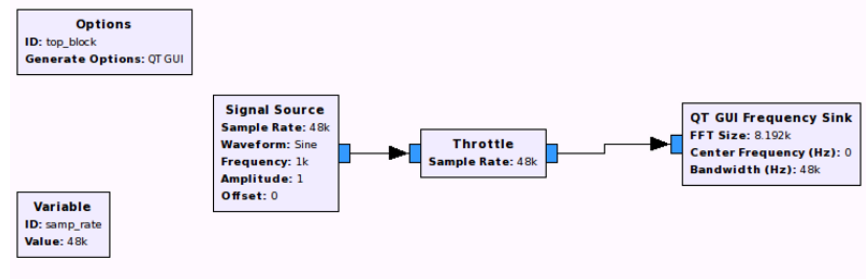 Options
ID: top_block
Generate Options: QT GUI
Signal Source
Sample Rate: 48k
Waveform: Sine
Frequency: 1k
Amplitude: 1
Offset: 0
Throttle
Sample Rate: 48k
QT GUI Frequency Sink
FFT Size: 8.192k
Center Frequency (Hz): 0
Bandwidth (Hz): 48k
Variable
ID: samp_rate
Value: 48k